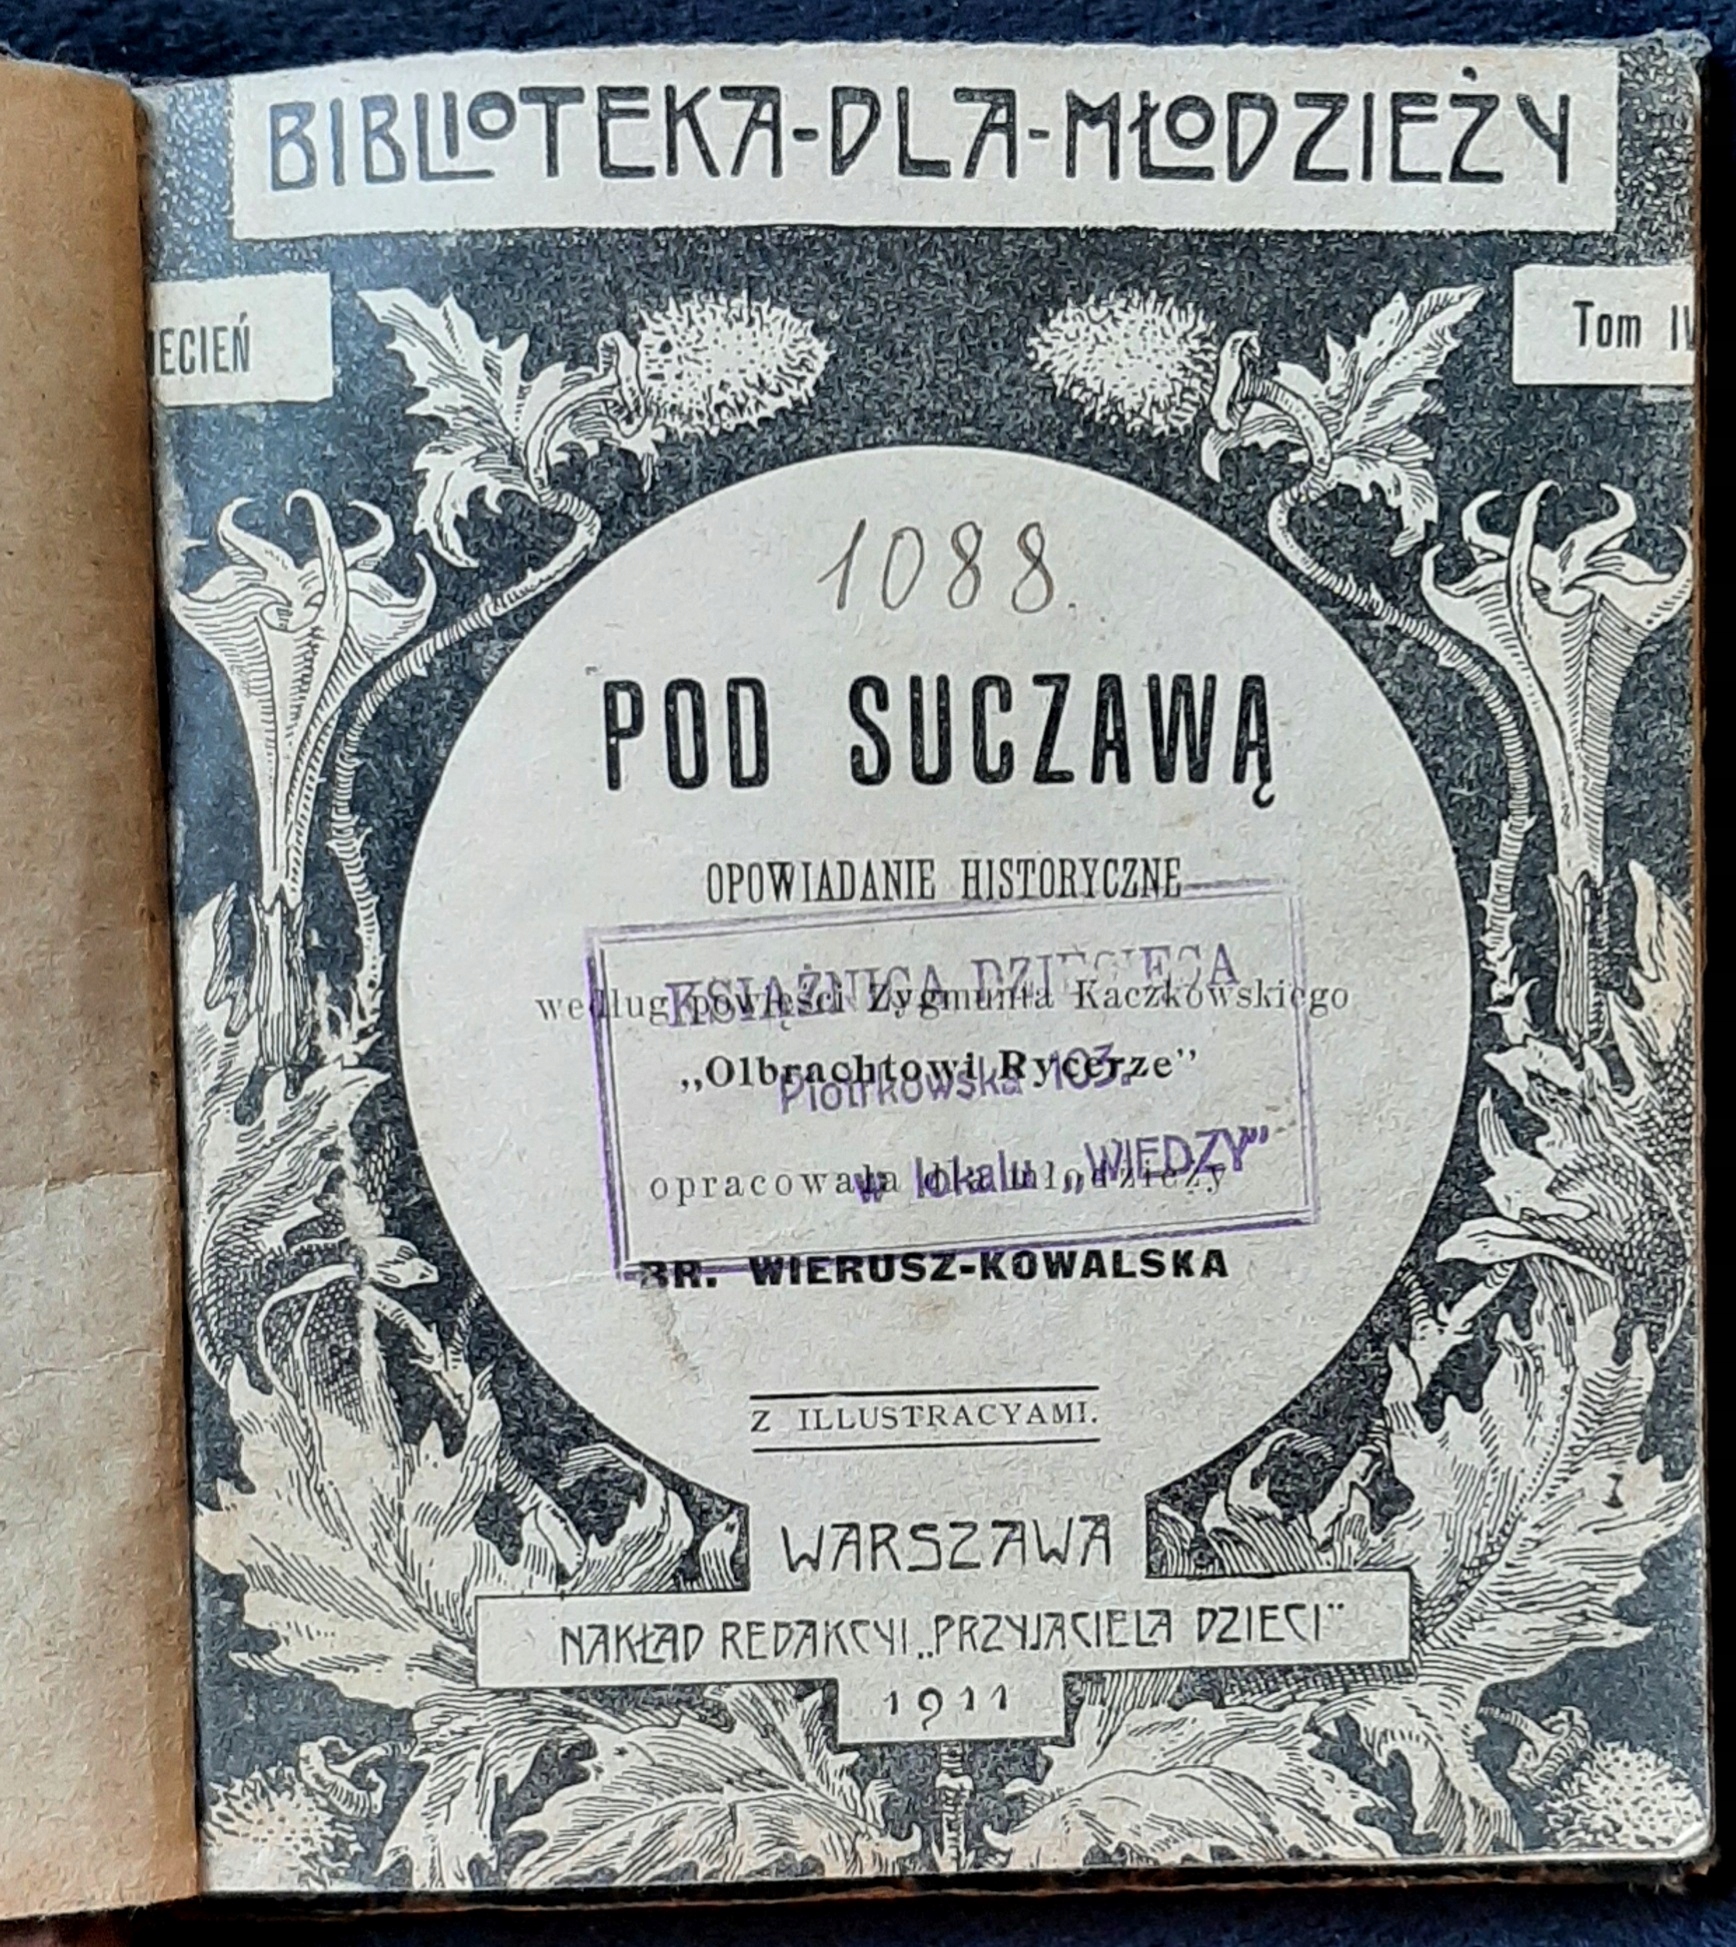 BIBLIOTEKA-DLA-MŁODZIEŻY
IECIEŃ
Tom IV
1088.
POD SUCZAWĄ
OPOWIADANIE HISTORYCZNE
według powieści Zygmunta Kaczkowskiego
„Olbrachtowi Rycerze”
opracowała dla młodzieży
BR. WIERUSZ-KOWALSKA
KSIĄŻNICA DZIECIĘCA
Piotrkowska 103.
w lokalu „WIEDZY”
Z ILLUSTRACYAMI.
WARSZAWA
NAKŁAD REDAKCYI „PRZYJACIELA DZIECI”
1911